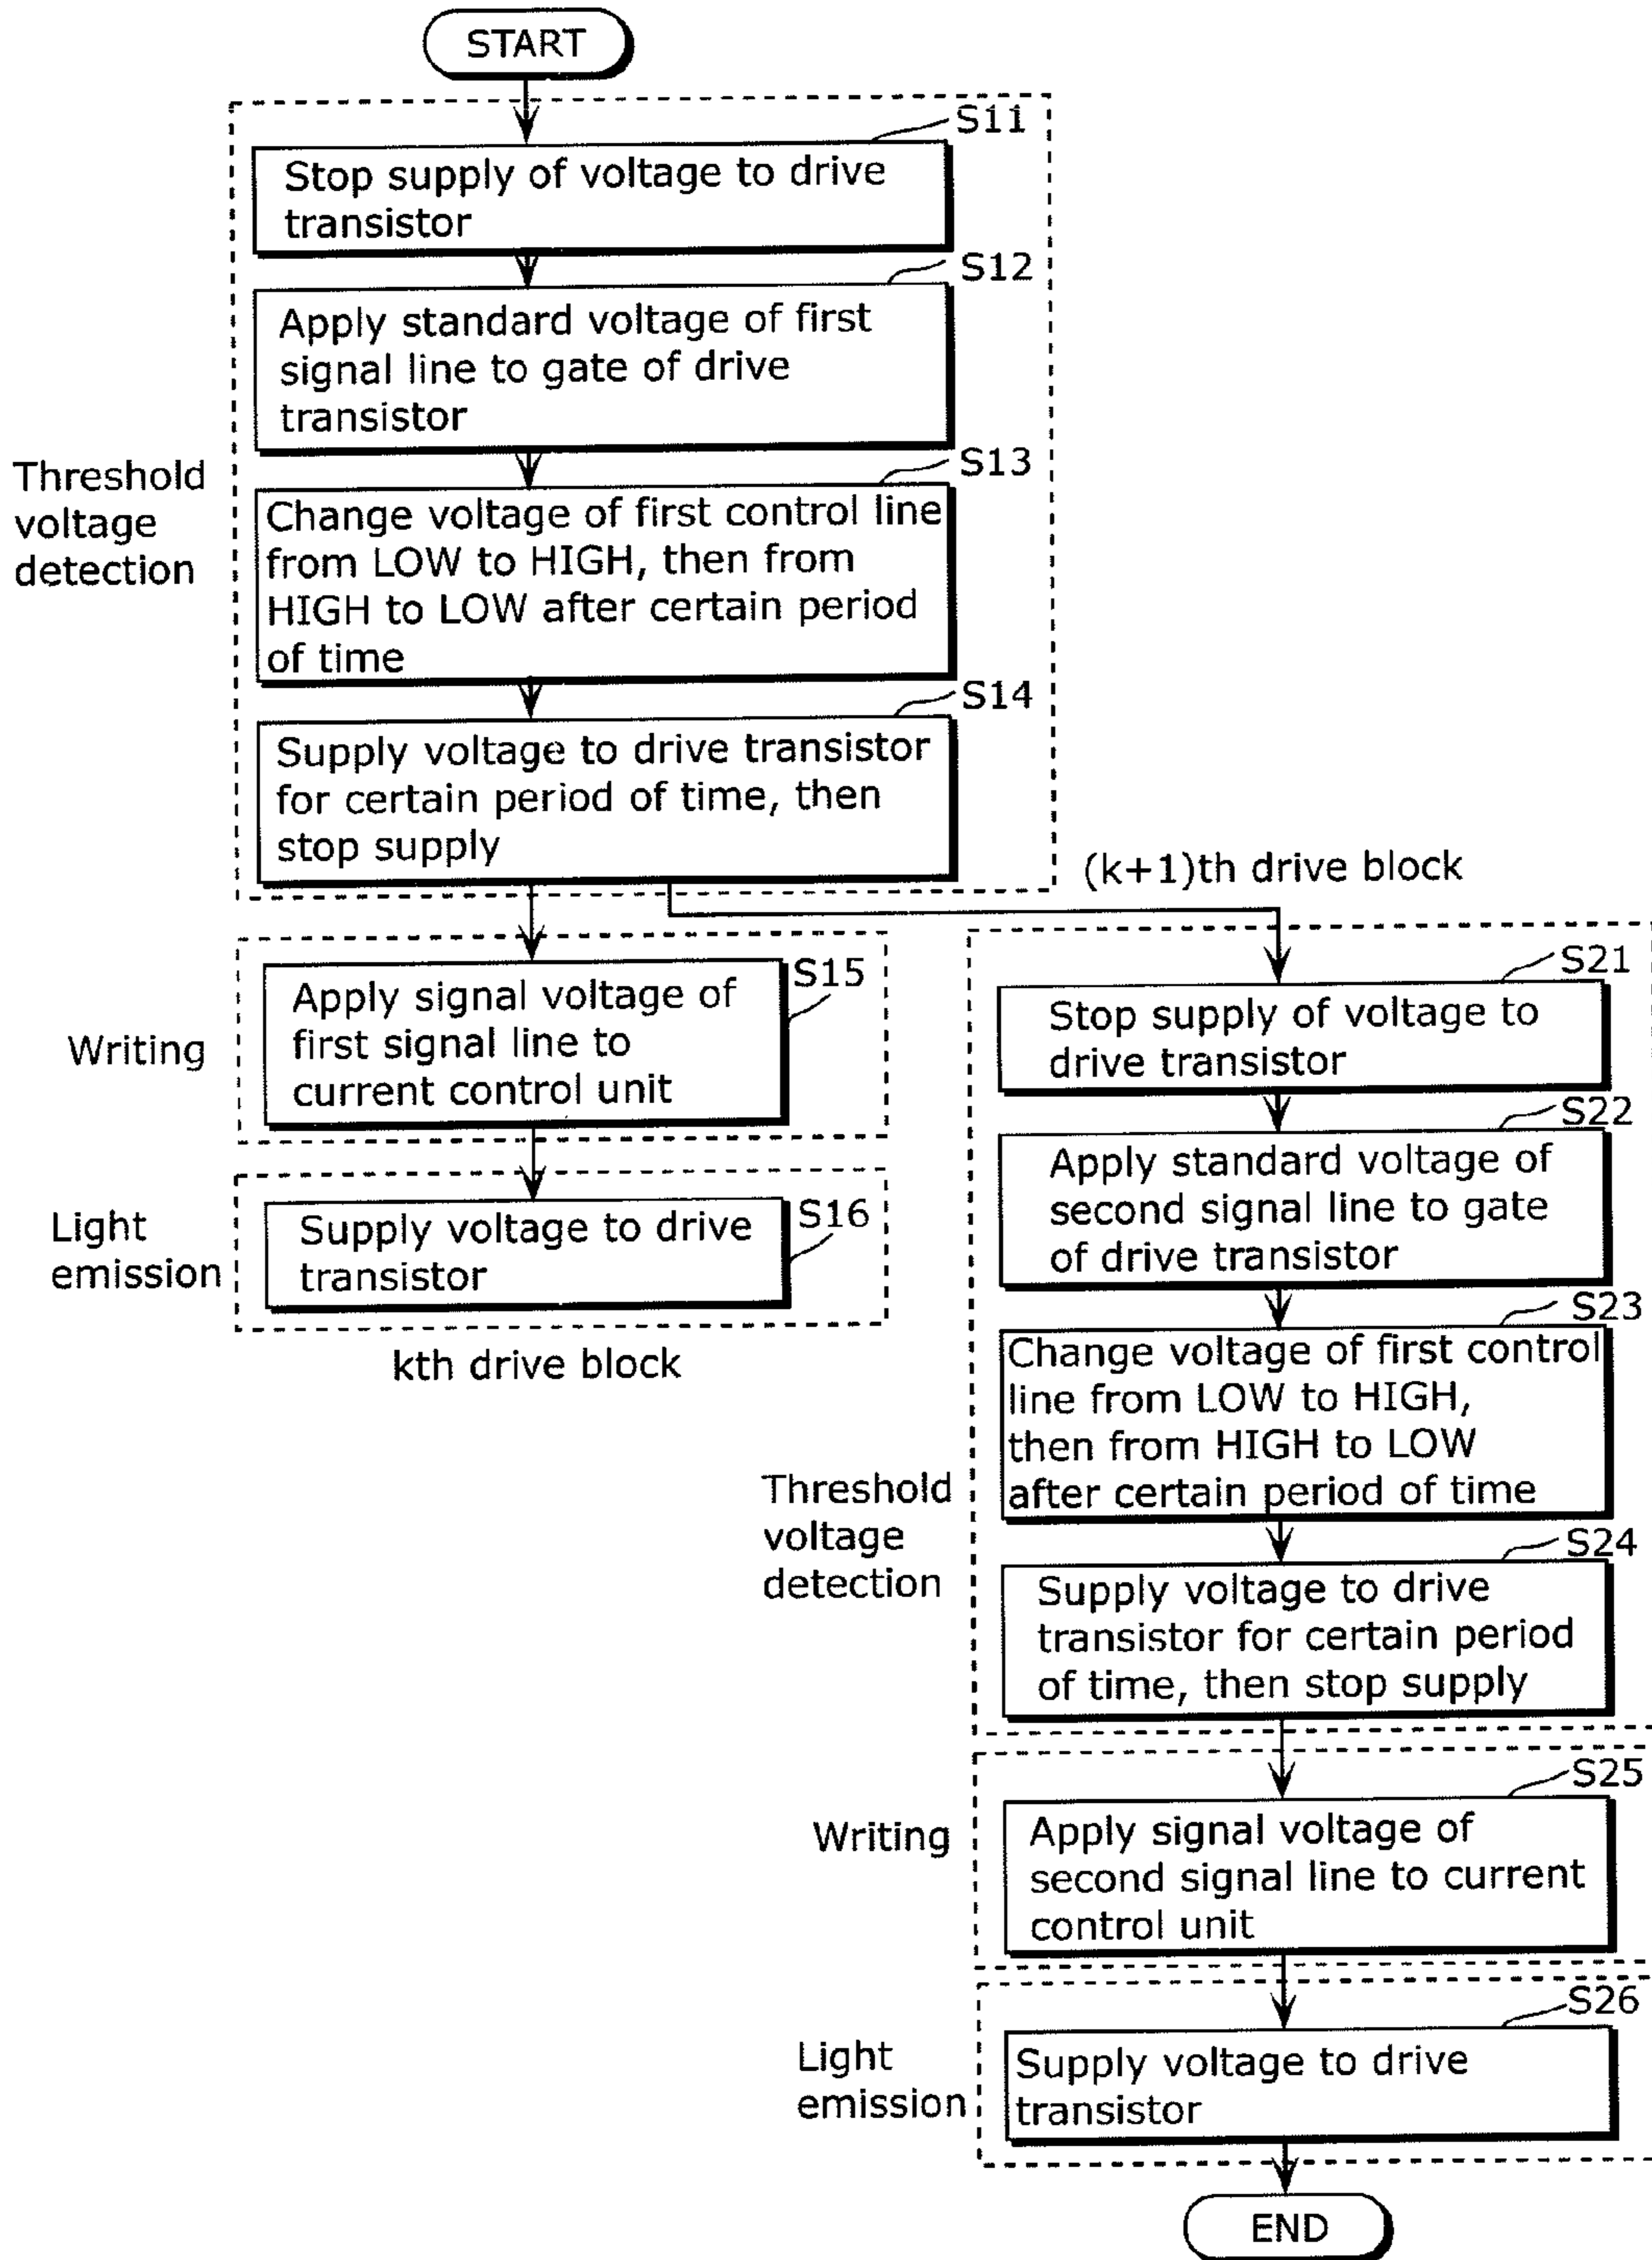 START
S11
Stop supply of voltage to drive
transistor
S12
Apply standard voltage of first
signal line to gate of drive
transistor
S13
Change voltage of first control line
from LOW to HIGH, then from
HIGH to LOW after certain period
of time
S14
Supply voltage to drive transistor
for certain period of time, then
stop supply
Threshold
voltage
detection
Writing
S15
Apply signal voltage of
first signal line to
current control unit
Light
emission
S16
Supply voltage to drive
transistor
kth drive block
(k+1)th drive block
S21
Stop supply of voltage to
drive transistor
S22
Apply standard voltage of
second signal line to gate
of drive transistor
S23
Change voltage of first control
line from LOW to HIGH,
then from HIGH to LOW
after certain period of time
S24
Supply voltage to drive
transistor for certain period
of time, then stop supply
Threshold
voltage
detection
Writing
S25
Apply signal voltage of
second signal line to current
control unit
Light
emission
S26
Supply voltage to drive
transistor
END